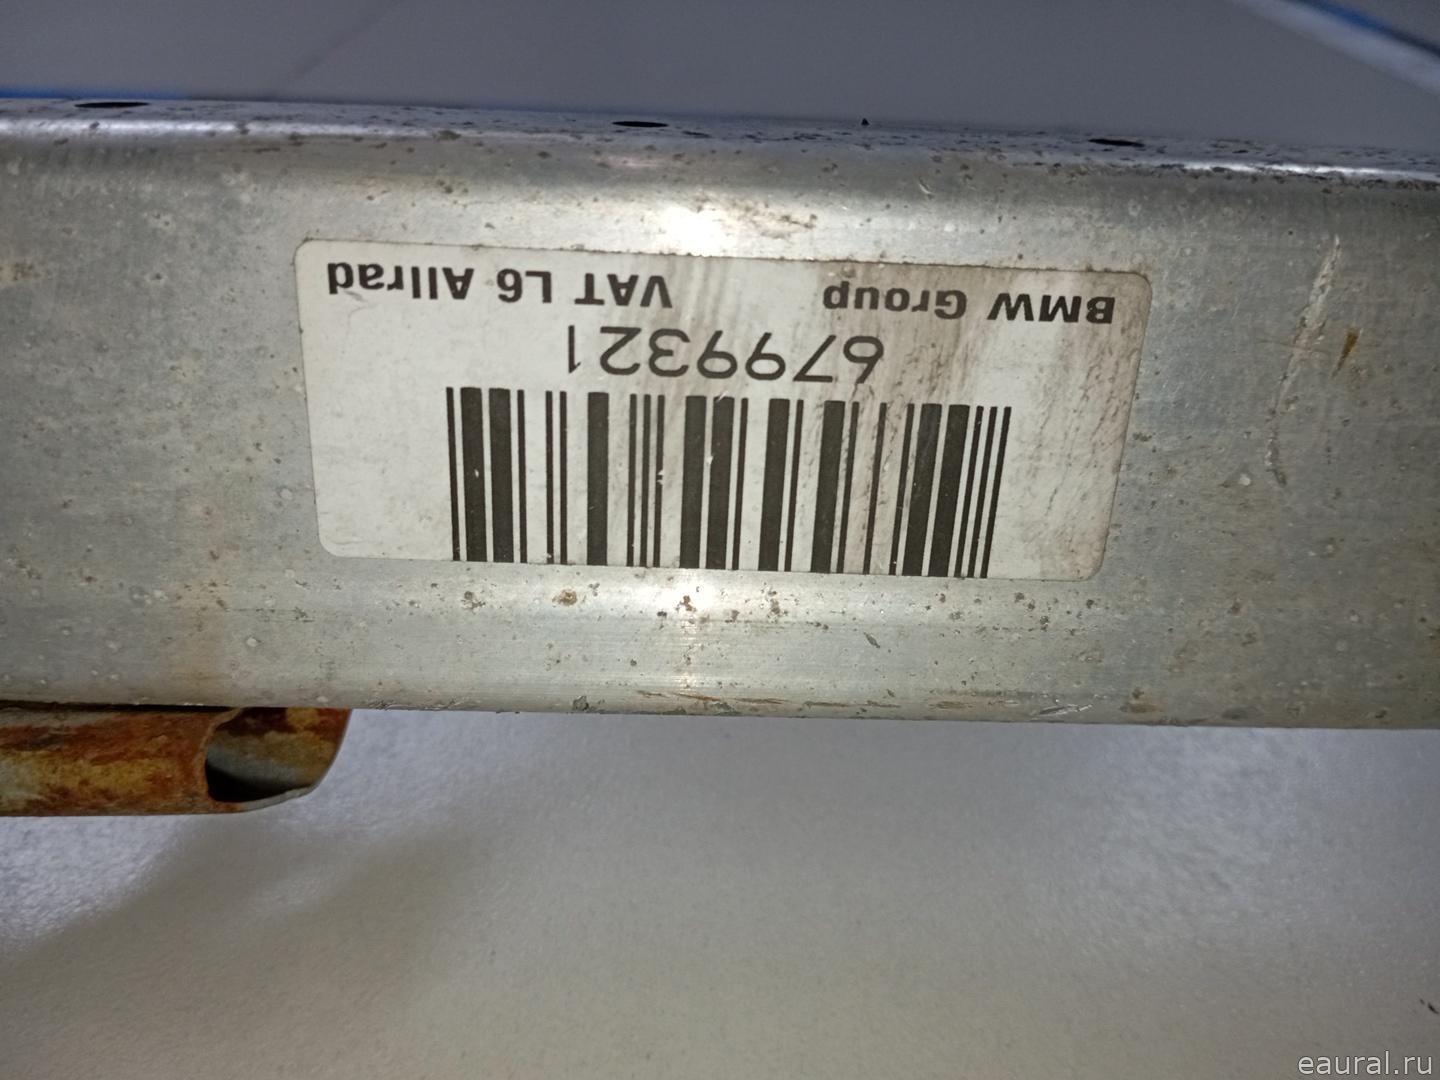 BMW Group VAT L6 Allrad
6799321
eaural.ru